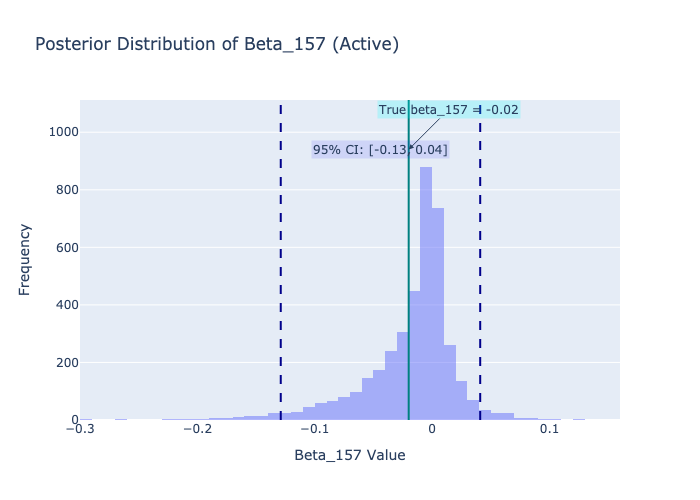 Posterior Distribution of Beta_157 (Active)
True beta_157 = -0.02
95% CI: [-0.13, 0.04]
1000
800
600
400
200
0
Frequency
−0.3
−0.2
−0.1
0
0.1
Beta_157 Value